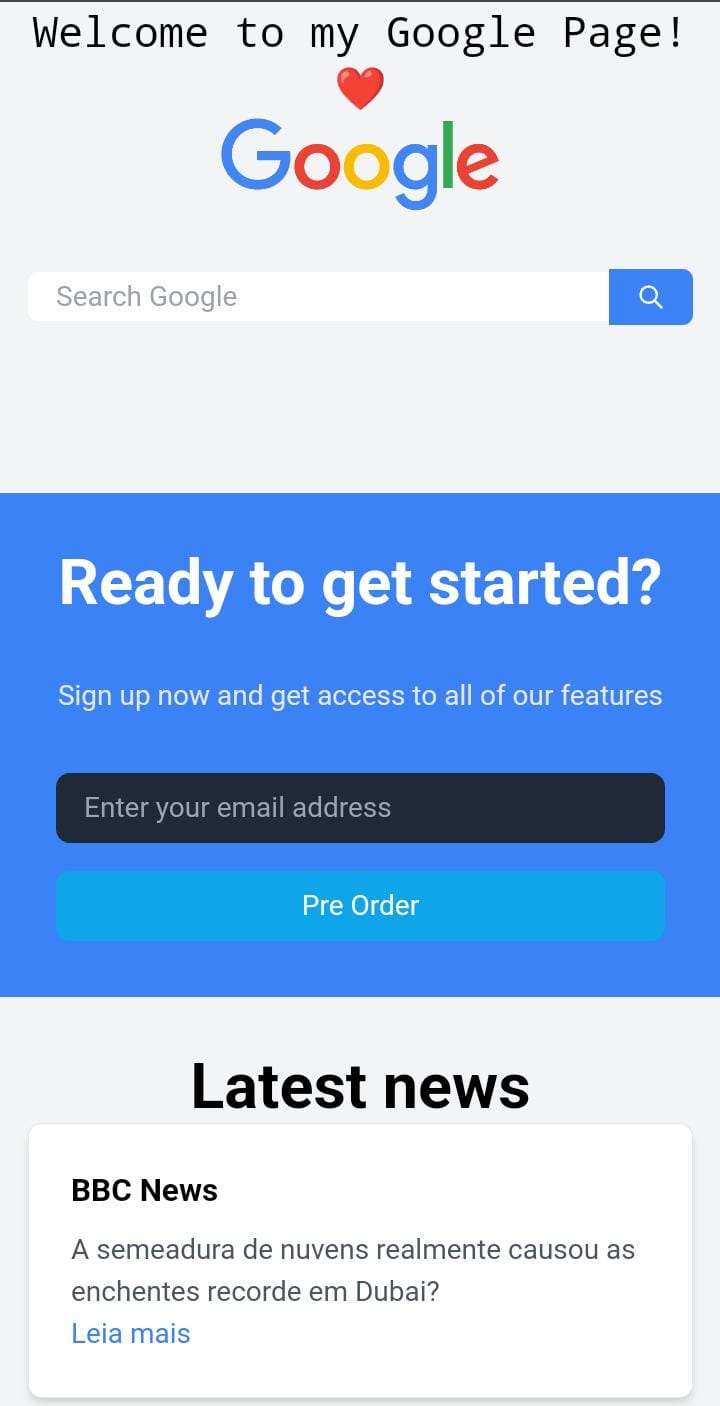 Welcome to my Google Page!
❤️
Google
Search Google
Ready to get started?
Sign up now and get access to all of our features
Enter your email address
Pre Order
Latest news
BBC News
A semeadura de nuvens realmente causou as
enchentes recorde em Dubai?
Leia mais